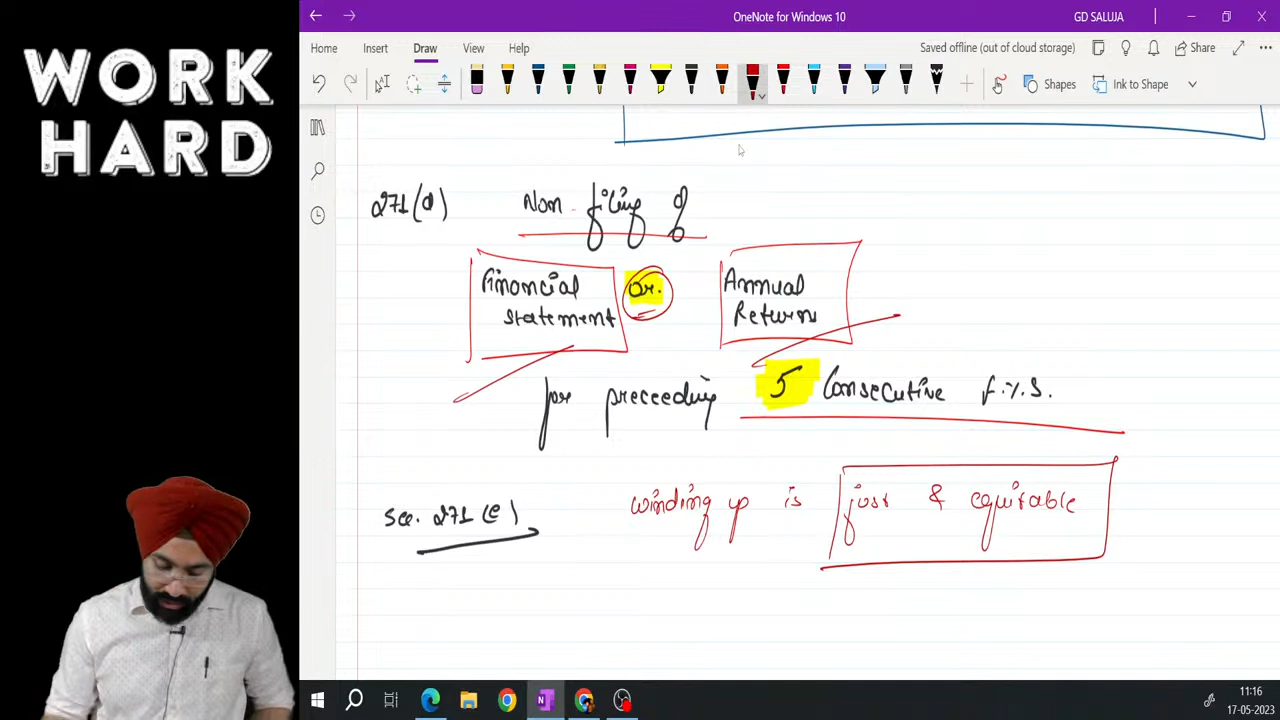 WORK
HARD
OneNote for Windows 10
GD SALUJA
Home Insert Draw View Help
Saved offline (out of cloud storage)
Share
Shapes
Ink to Shape
271(d) Non-filing of
Financial or. Annual
Statement Return
for preceeding 5 Consecutive F.Y.S.
Sec. 271(e) winding up is just & equitable
11:16
17-05-2023